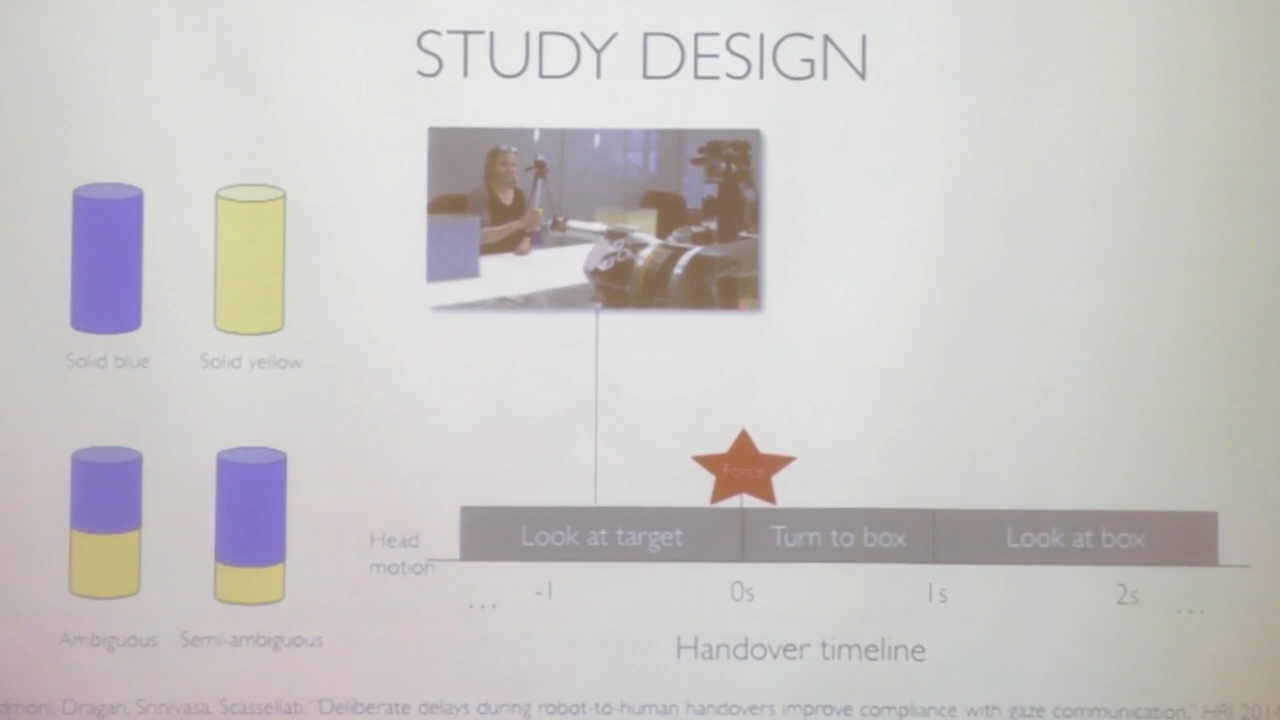 STUDY DESIGN
Solid blue
Solid yellow
Ambiguous
Semi-ambiguous
Force
Head
motion
Look at target
Turn to box
Look at box
... -1 0s 1s 2s ...
Handover timeline
Dragan, Srinivasa, Scassellati. "Deliberate delays during robot-to-human handovers improve compliance with gaze communication." HRI